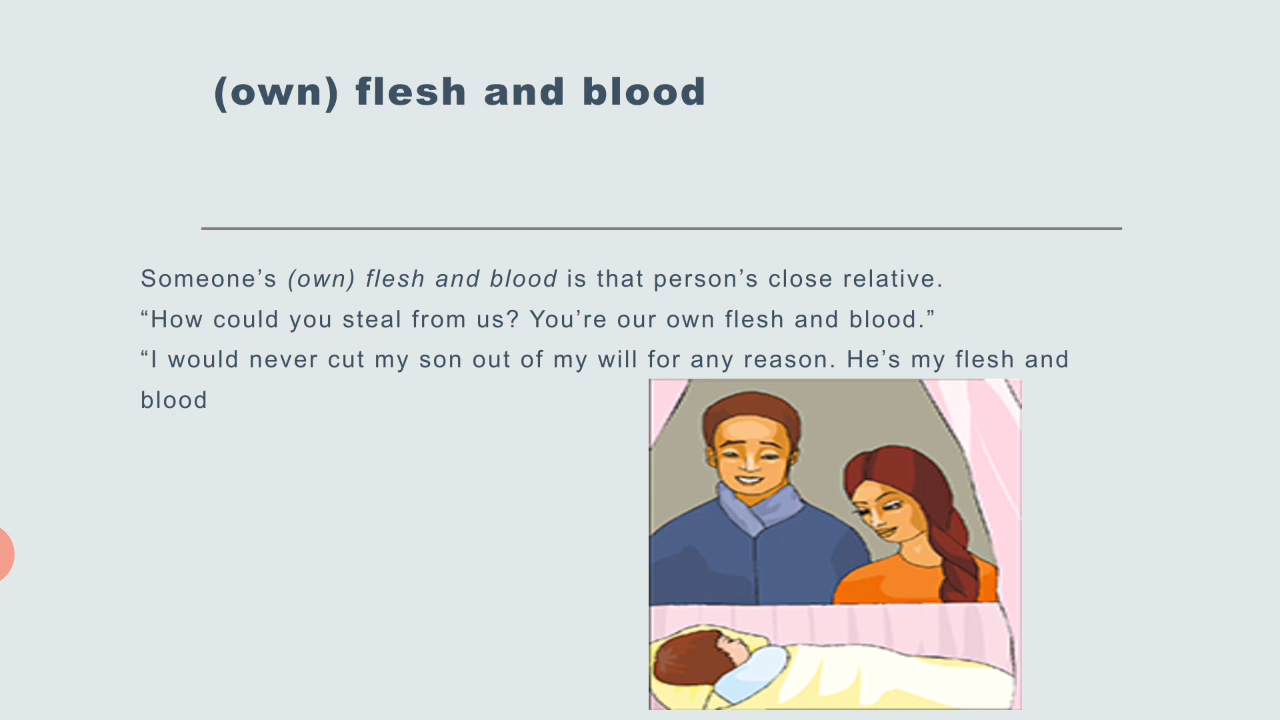 (own) flesh and blood
Someone’s (own) flesh and blood is that person’s close relative.
“How could you steal from us? You’re our own flesh and blood.”
“I would never cut my son out of my will for any reason. He’s my flesh and
blood